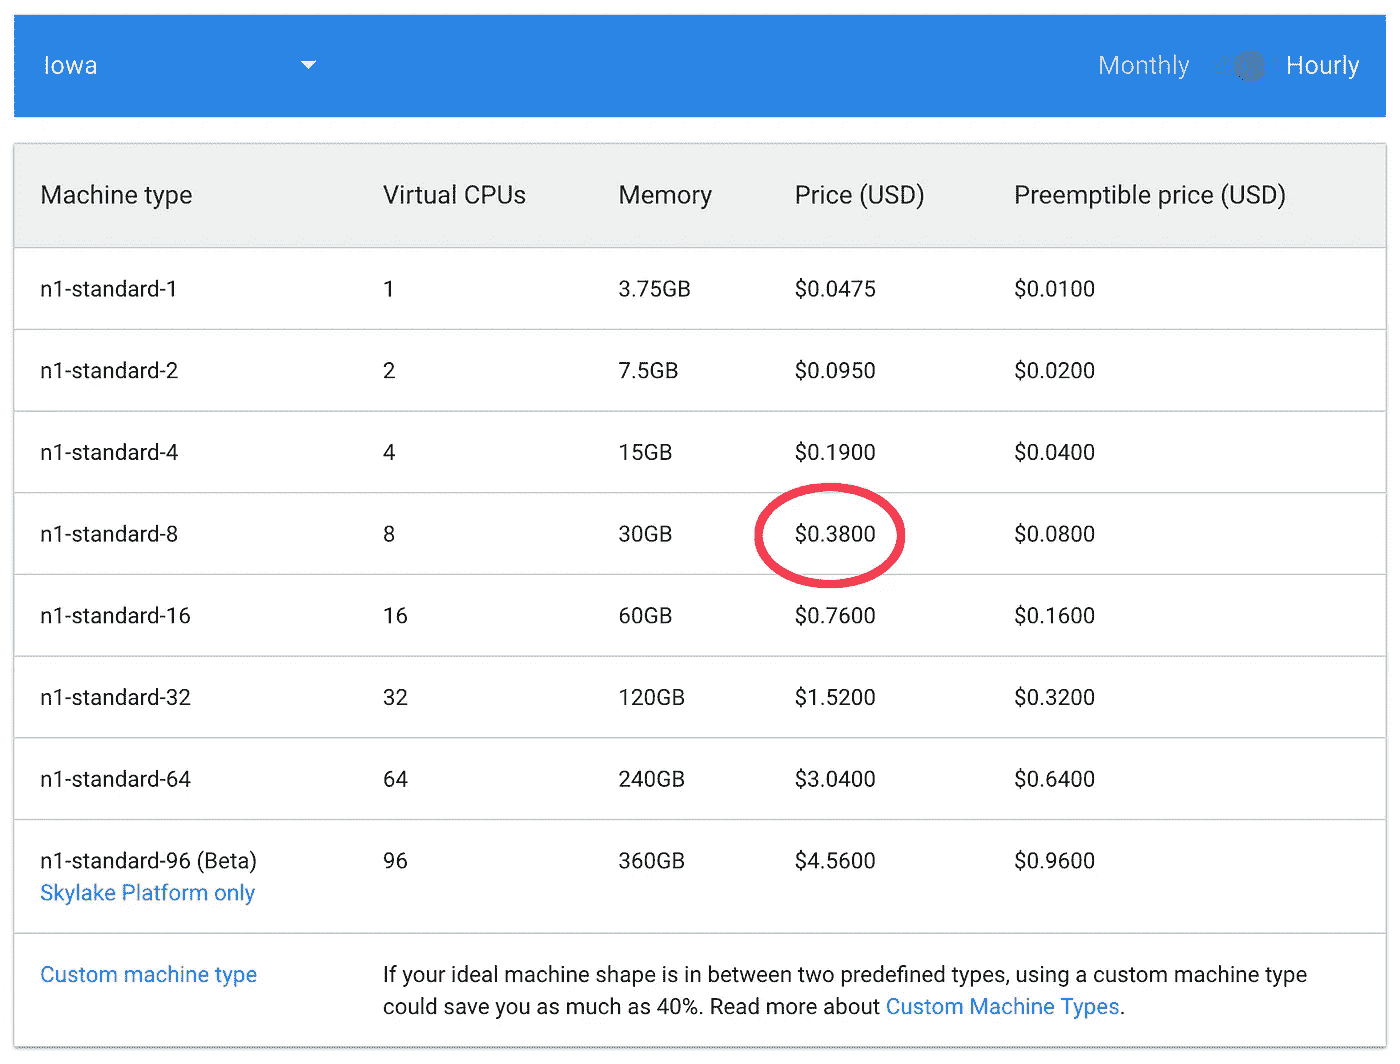 Iowa Monthly Hourly
Machine type Virtual CPUs Memory Price (USD) Preemptible price (USD)
n1-standard-1 1 3.75GB $0.0475 $0.0100
n1-standard-2 2 7.5GB $0.0950 $0.0200
n1-standard-4 4 15GB $0.1900 $0.0400
n1-standard-8 8 30GB $0.3800 $0.0800
n1-standard-16 16 60GB $0.7600 $0.1600
n1-standard-32 32 120GB $1.5200 $0.3200
n1-standard-64 64 240GB $3.0400 $0.6400
n1-standard-96 (Beta) 96 360GB $4.5600 $0.9600
Skylake Platform only
Custom machine type If your ideal machine shape is in between two predefined types, using a custom machine type
could save you as much as 40%. Read more about Custom Machine Types.